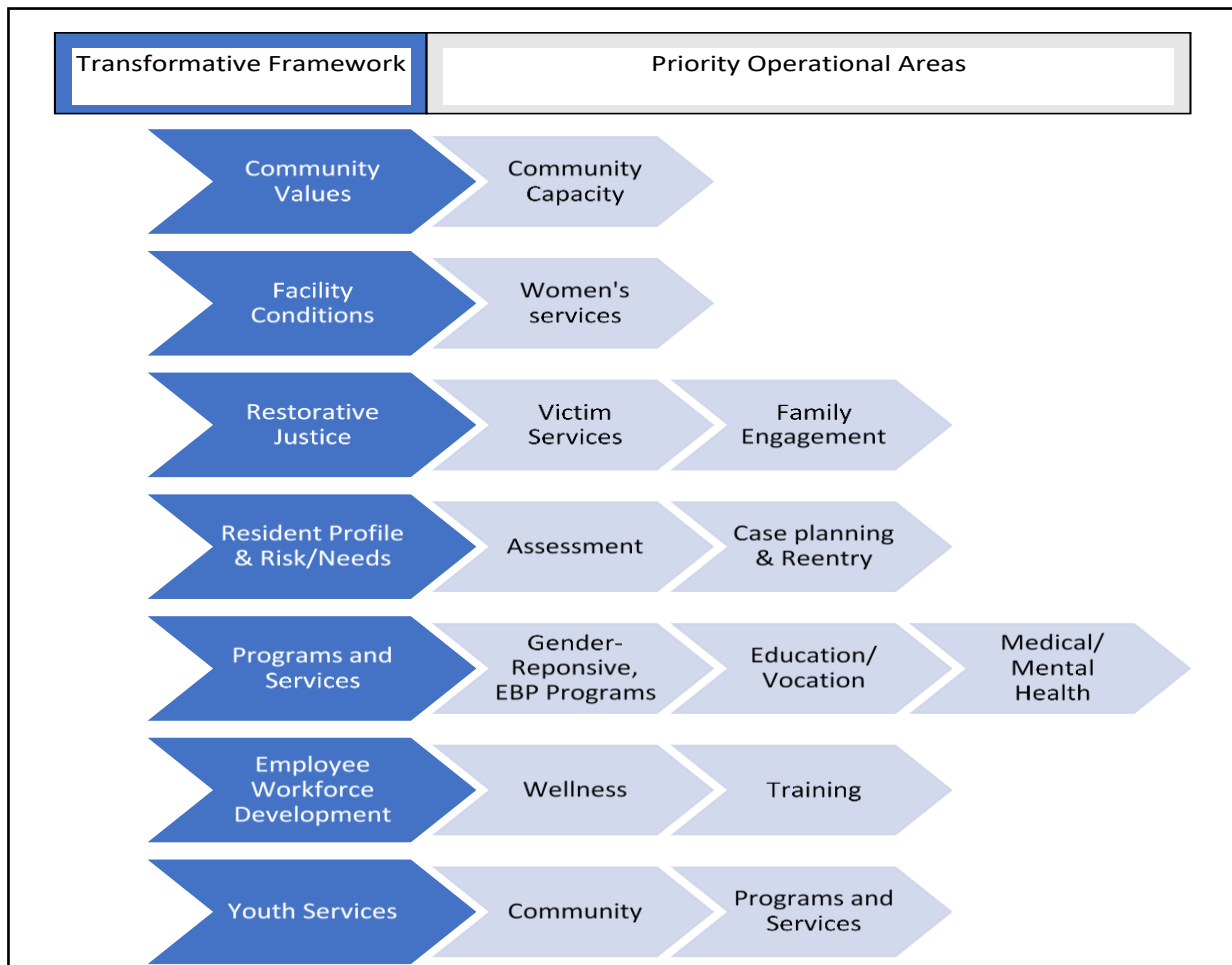 Transformative Framework
Priority Operational Areas
Community
Values
Community
Capacity
Facility
Conditions
Women's
services
Restorative
Justice
Victim
Services
Family
Engagement
Resident Profile
& Risk/Needs
Assessment
Case planning
& Reentry
Programs and
Services
Gender-
Reponsive,
EBP Programs
Education/
Vocation
Medical/
Mental
Health
Employee
Workforce
Development
Wellness
Training
Youth Services
Community
Programs and
Services